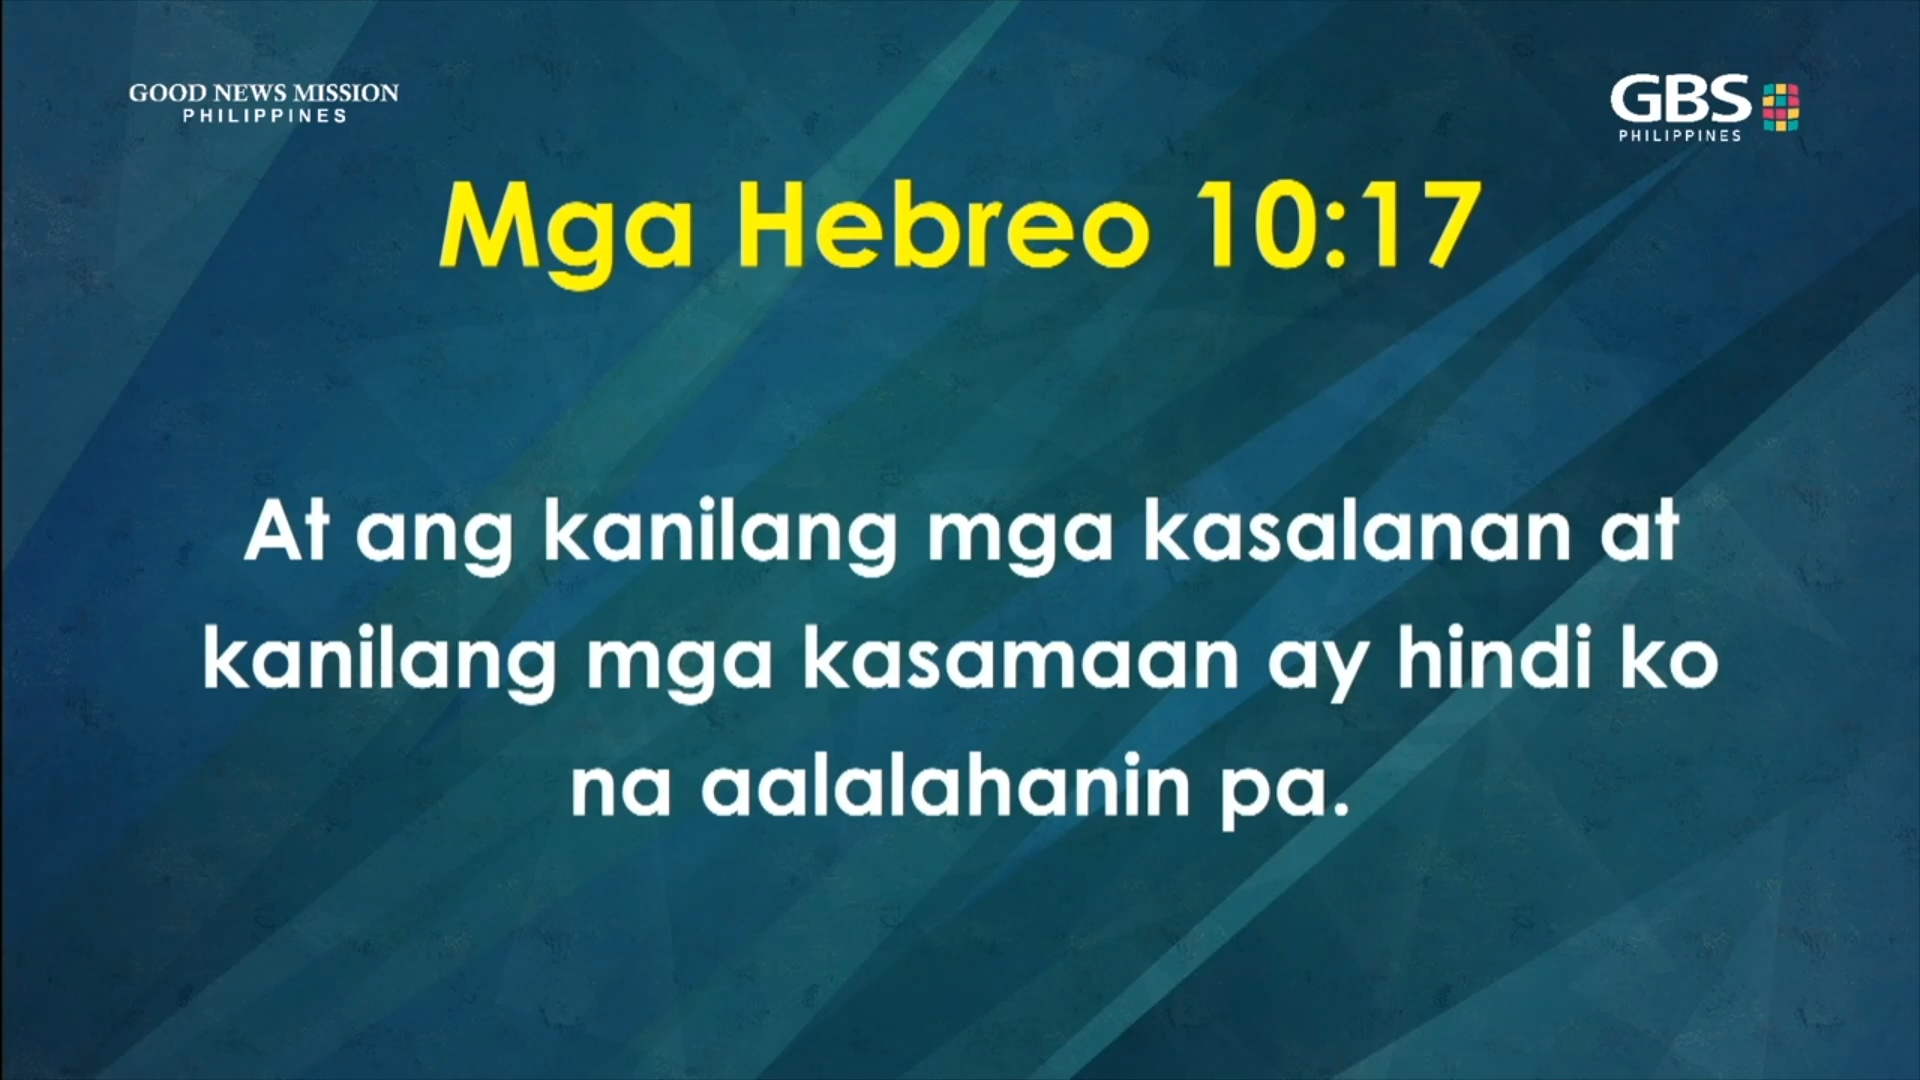 GOOD NEWS MISSION
PHILIPPINES
GBS
PHILIPPINES
Mga Hebreo 10:17
At ang kanilang mga kasalanan at
kanilang mga kasamaan ay hindi ko
na aalalahanin pa.